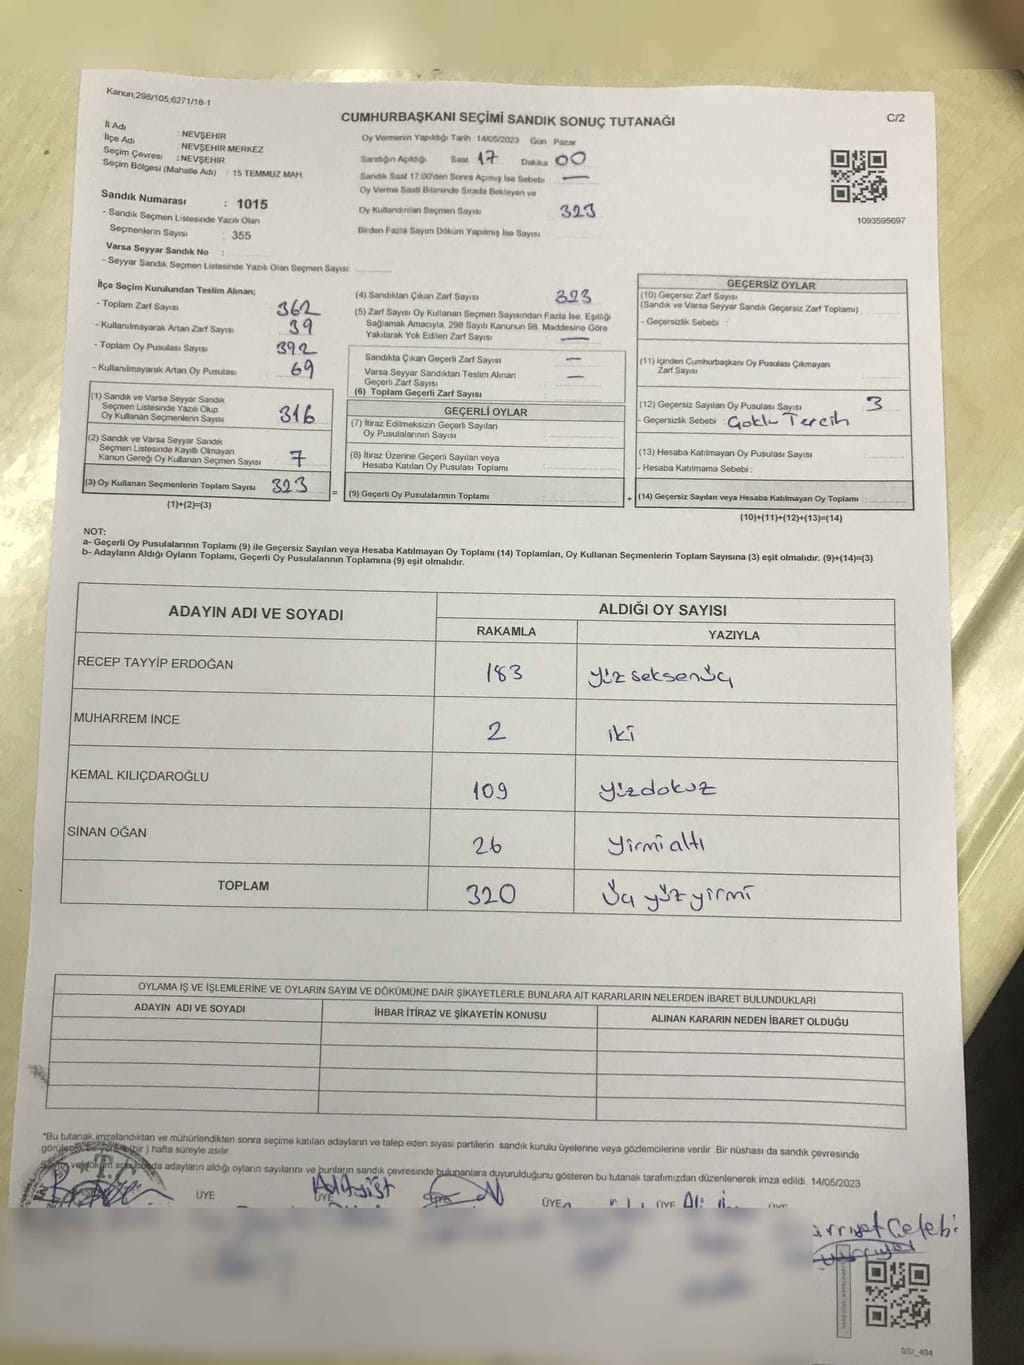 Kanun;298/105;6271/18-1
CUMHURBAŞKANI SEÇİMİ SANDIK SONUÇ TUTANAĞI
C/2
İl Adı : NEVŞEHİR
İlçe Adı : NEVŞEHİR MERKEZ
Seçim Çevresi : NEVŞEHİR
Seçim Bölgesi (Mahalle Adı) : 15 TEMMUZ MAH.
Sandık Numarası : 1015
- Sandık Seçmen Listesinde Yazılı Olan
Seçmenlerin Sayısı : 355
Varsa Seyyar Sandık No :
- Seyyar Sandık Seçmen Listesinde Yazılı Olan Seçmen Sayısı:
Oy Vermenin Yapıldığı Tarih : 14/05/2023 Gün Pazar
Sandığın Açıldığı Saat 17 Dakika 00
Sandık Saat 17.00'den Sonra Açımış İse Sebebi : —
Oy Verme Saati Bitiminde Sırada Bekleyen ve
Oy Kullandırılan Seçmen Sayısı 323
Birden Fazla Sayım Döküm Yapılmış İse Sayısı
1093595697
İlçe Seçim Kurulundan Teslim Alınan;
- Toplam Zarf Sayısı 362
- Kullanılmayarak Artan Zarf Sayısı 39
- Toplam Oy Pusulası Sayısı 392
- Kullanılmayarak Artan Oy Pusulası 69
(1) Sandık ve Varsa Seyyar Sandık
Seçmen Listesinde Yazılı Olup
Oy Kullanan Seçmenlerin Sayısı 316
(2) Sandık ve Varsa Seyyar Sandık
Seçmen Listesinde Kayıtlı Olmayan
Kanun Gereği Oy Kullanan Seçmen Sayısı 7
(3) Oy Kullanan Seçmenlerin Toplam Sayısı 323
(1)+(2)=(3)
(4) Sandıktan Çıkan Zarf Sayısı 323
(5) Zarf Sayısı Oy Kullanan Seçmen Sayısından Fazla İse, Eşitliği
Sağlamak Amacıyla, 298 Sayılı Kanunun 98. Maddesine Göre
Yakılarak Yok Edilen Zarf Sayısı —
Sandıkta Çıkan Geçerli Zarf Sayısı —
Varsa Seyyar Sandıktan Teslim Alınan
Geçerli Zarf Sayısı —
(6) Toplam Geçerli Zarf Sayısı
GEÇERLİ OYLAR
(7) İtiraz Edilmeksizin Geçerli Sayılan
Oy Pusulalarının Sayısı :
(8) İtiraz Üzerine Geçerli Sayılan veya
Hesaba Katılan Oy Pusulası Toplamı :
= (9) Geçerli Oy Pusulalarının Toplamı :
GEÇERSİZ OYLAR
(10) Geçersiz Zarf Sayısı
(Sandık ve Varsa Seyyar Sandık Geçersiz Zarf Toplamı) :
- Geçersizlik Sebebi :
(11) İçinden Cumhurbaşkanı Oy Pusulası Çıkmayan
Zarf Sayısı
(12) Geçersiz Sayılan Oy Pusulası Sayısı 3
- Geçersizlik Sebebi : Çoklu Tercih
(13) Hesaba Katılmayan Oy Pusulası Sayısı
- Hesaba Katılmama Sebebi :
+ (14) Geçersiz Sayılan veya Hesaba Katılmayan Oy Toplamı :
(10)+(11)+(12)+(13)=(14)
NOT:
a- Geçerli Oy Pusulalarının Toplamı (9) ile Geçersiz Sayılan veya Hesaba Katılmayan Oy Toplamı (14) Toplamları, Oy Kullanan Seçmenlerin Toplam Sayısına (3) eşit olmalıdır. (9)+(14)=(3)
b- Adayların Aldığı Oyların Toplamı, Geçerli Oy Pusulalarının Toplamına (9) eşit olmalıdır.
ADAYIN ADI VE SOYADI ALDIĞI OY SAYISI
RAKAMLA YAZIYLA
RECEP TAYYİP ERDOĞAN 183 yüz seksenüç
MUHARREM İNCE 2 iki
KEMAL KILIÇDAROĞLU 109 yüzdokuz
SİNAN OĞAN 26 yirmi altı
TOPLAM 320 üç yüz yirmi
OYLAMA İŞ VE İŞLEMLERİNE VE OYLARIN SAYIM VE DÖKÜMÜNE DAİR ŞİKAYETLERLE BUNLARA AİT KARARLARIN NELERDEN İBARET BULUNDUKLARI
ADAYIN ADI VE SOYADI İHBAR İTİRAZ VE ŞİKAYETİN KONUSU ALINAN KARARIN NEDEN İBARET OLDUĞU
*Bu tutanak imzalandıktan ve mühürlendikten sonra seçime katılan adayların ve talep eden siyasi partilerin sandık kurulu üyelerine veya gözlemcilerine verilir. Bir nüshası da sandık çevresinde
(bir ) hafta süreyle asılır.
adayların aldığı oyların sayılarını ve bunların sandık çevresinde bulunanlara duyurulduğunu gösteren bu tutanak tarafımızdan düzenlenerek imza edildi. 14/05/2023
T.C.
ÜYE ÜYE ÜYE ÜYE
Çelebi
SSI_404